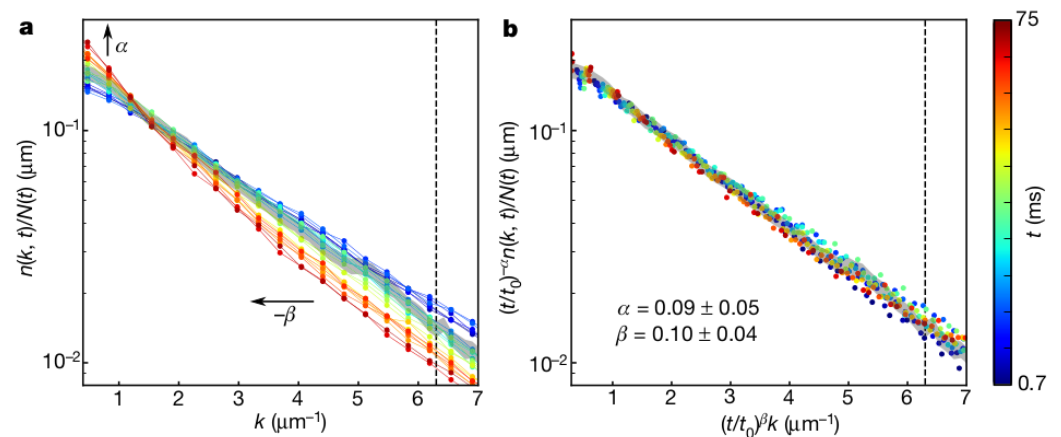 a
α
n(k, t)/N(t) (μm)
10⁻¹
10⁻²
−β
1 2 3 4 5 6 7
k (μm⁻¹)
b
(t/t₀)⁻ᵅn(k, t)/N(t) (μm)
10⁻¹
10⁻²
α = 0.09 ± 0.05
β = 0.10 ± 0.04
1 2 3 4 5 6 7
(t/t₀)ᵝk (μm⁻¹)
75
t (ms)
0.7